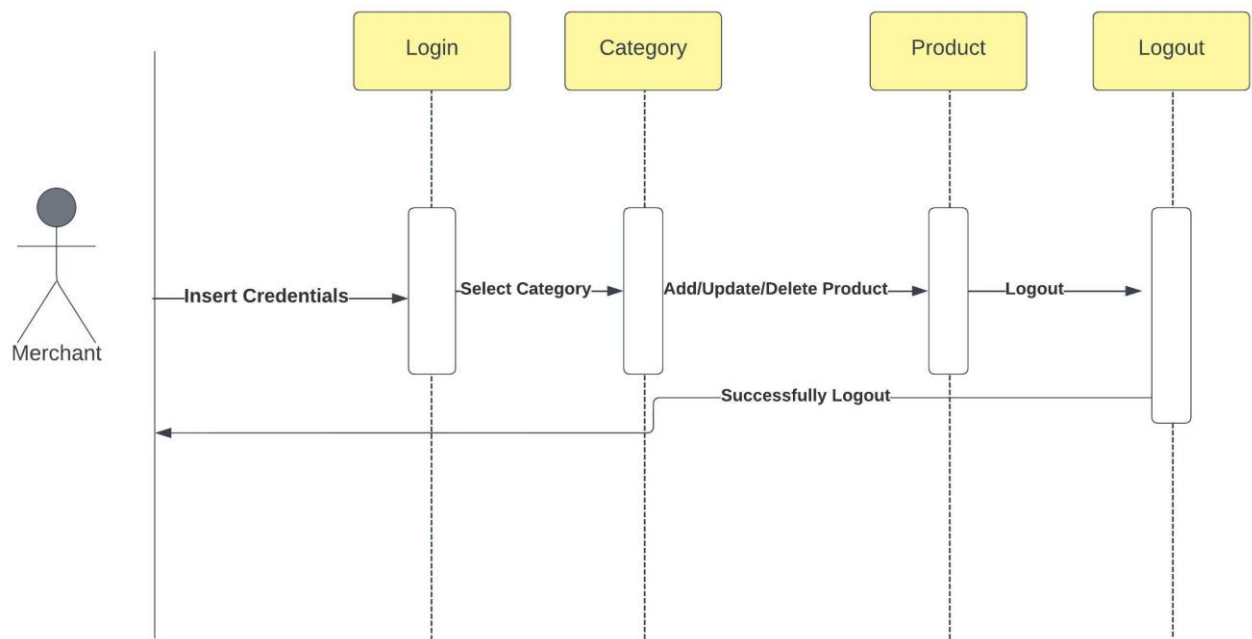 Login
Category
Product
Logout
Insert Credentials
Select Category
Add/Update/Delete Product
Logout
Merchant
Successfully Logout